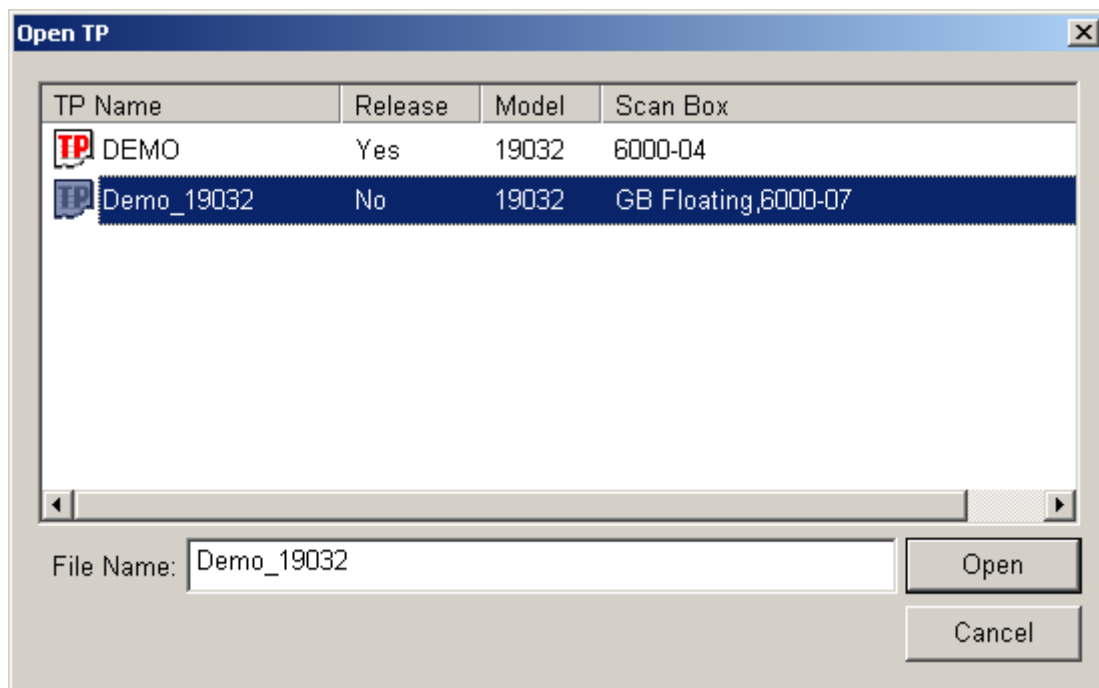 Open TP
TP Name Release Model Scan Box
TP DEMO Yes 19032 6000-04
TP Demo_19032 No 19032 GB Floating,6000-07
File Name: Demo_19032 Open
Cancel